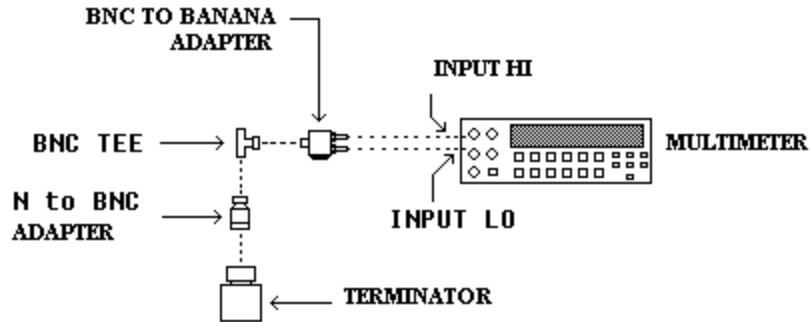 BNC TO BANANA
ADAPTER
INPUT HI
BNC TEE
MULTIMETER
N to BNC
ADAPTER
INPUT LO
TERMINATOR